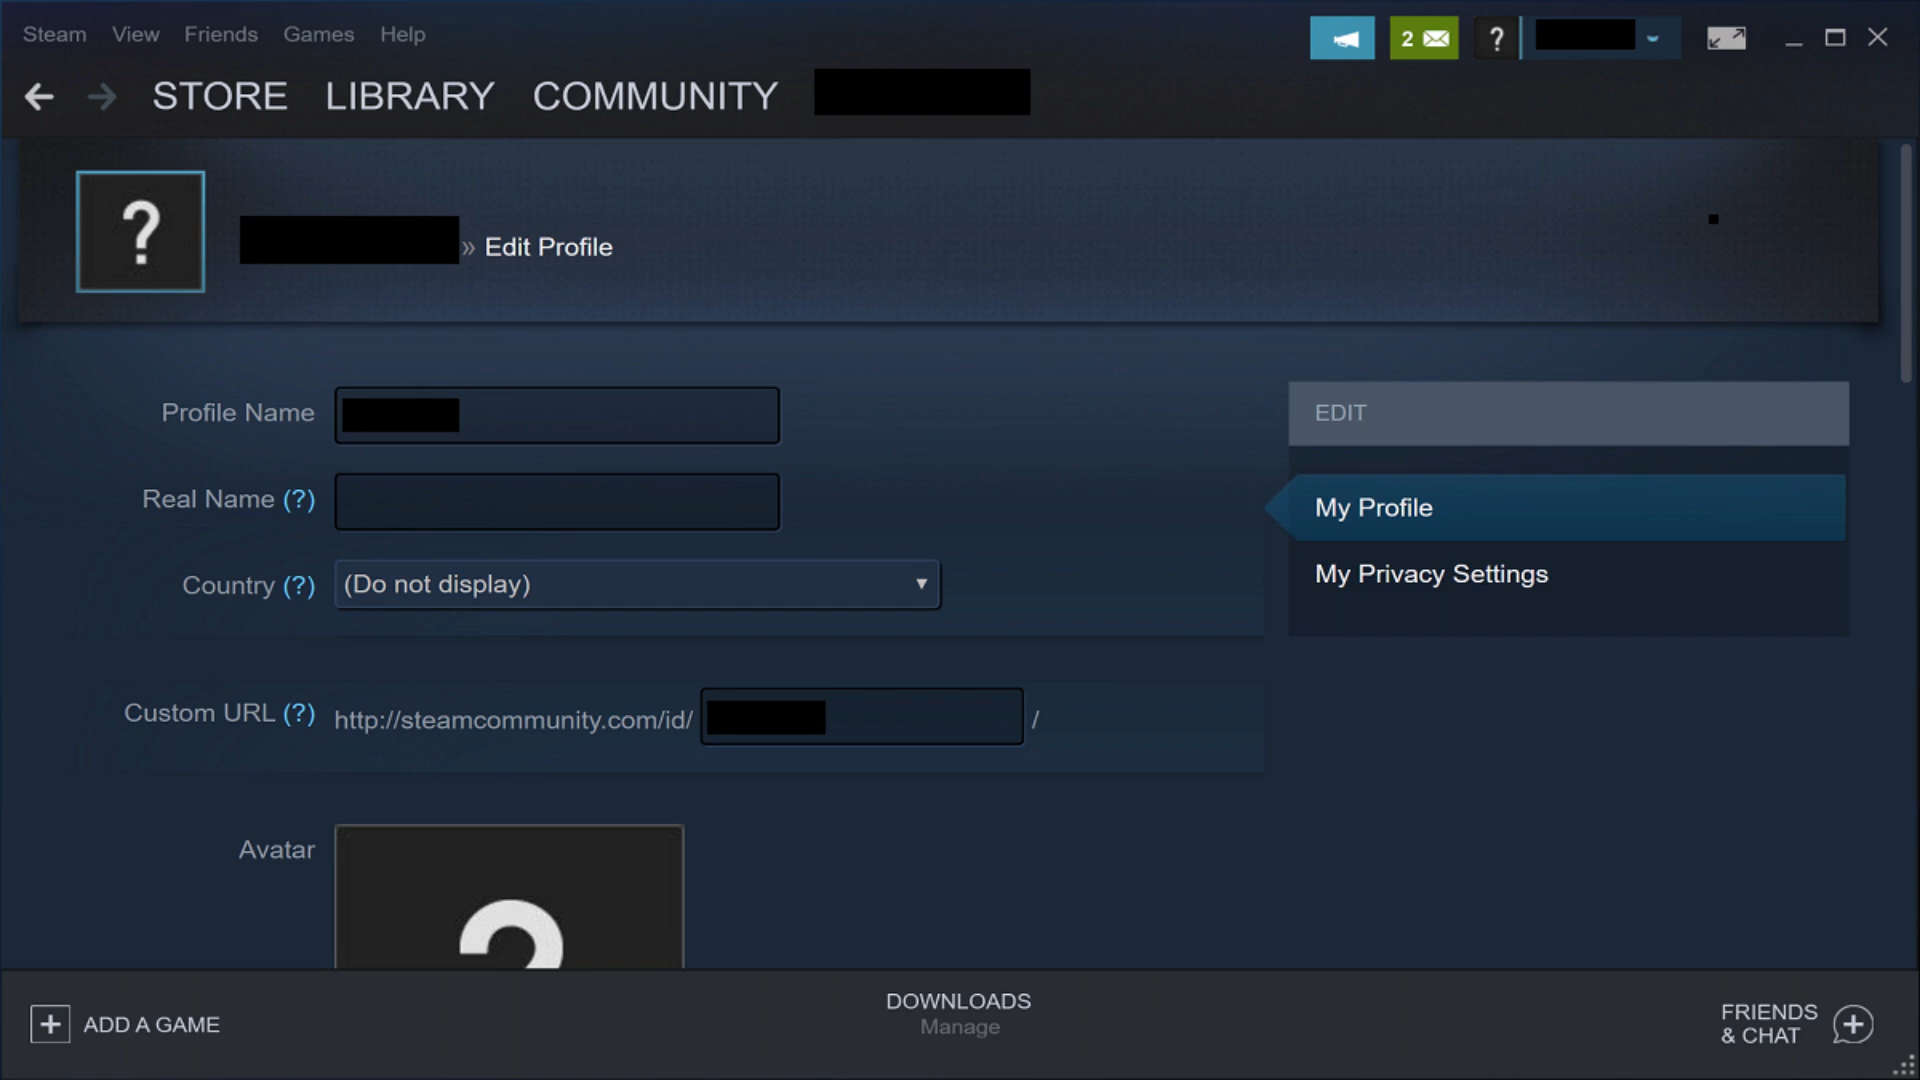 Steam View Friends Games Help
2 ?
STORE LIBRARY COMMUNITY
? » Edit Profile
Profile Name
EDIT
Real Name (?)
My Profile
Country (?) (Do not display)
My Privacy Settings
Custom URL (?) http://steamcommunity.com/id/ /
Avatar
?
+ ADD A GAME
DOWNLOADS
Manage
FRIENDS
& CHAT